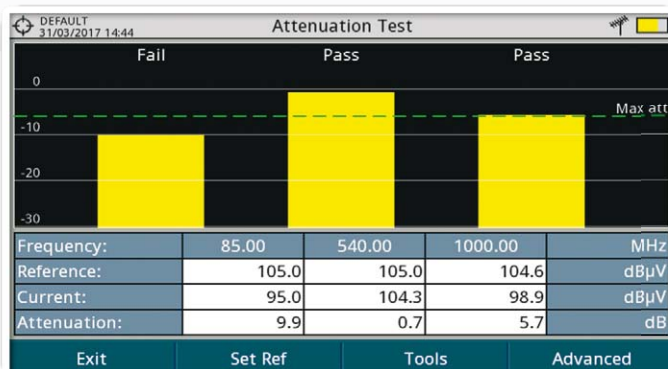 DEFAULT
31/03/2017 14:44
Attenuation Test
Fail Pass Pass
0
Max att
-10
-20
-30
Frequency: 85.00 540.00 1000.00 MHz
Reference: 105.0 105.0 104.6 dBµV
Current: 95.0 104.3 98.9 dBµV
Attenuation: 9.9 0.7 5.7 dB
Exit Set Ref Tools Advanced